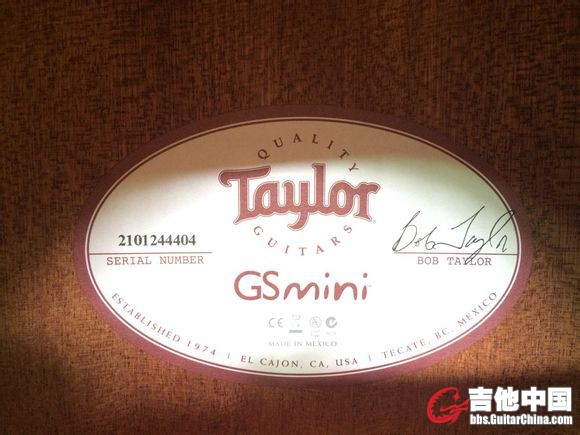 QUALITY
Taylor
GUITARS
2101244404
SERIAL NUMBER
Bob Taylor
BOB TAYLOR
GSmini
CE
MADE IN MEXICO
ESTABLISHED 1974 | EL CAJON, CA, USA | TECATE, BC, MEXICO
吉他中国
bbs.GuitarChina.com